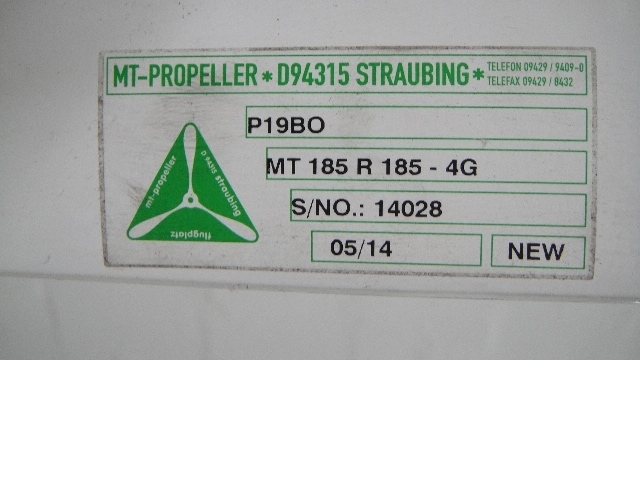 MT-PROPELLER * D94315 STRAUBING *
TELEFON 09429 / 9409-0
TELEFAX 09429 / 8432
P19BO
MT 185 R 185 - 4G
S/NO.: 14028
05/14
NEW
mt-propeller
D 94315 straubing
flugplatz